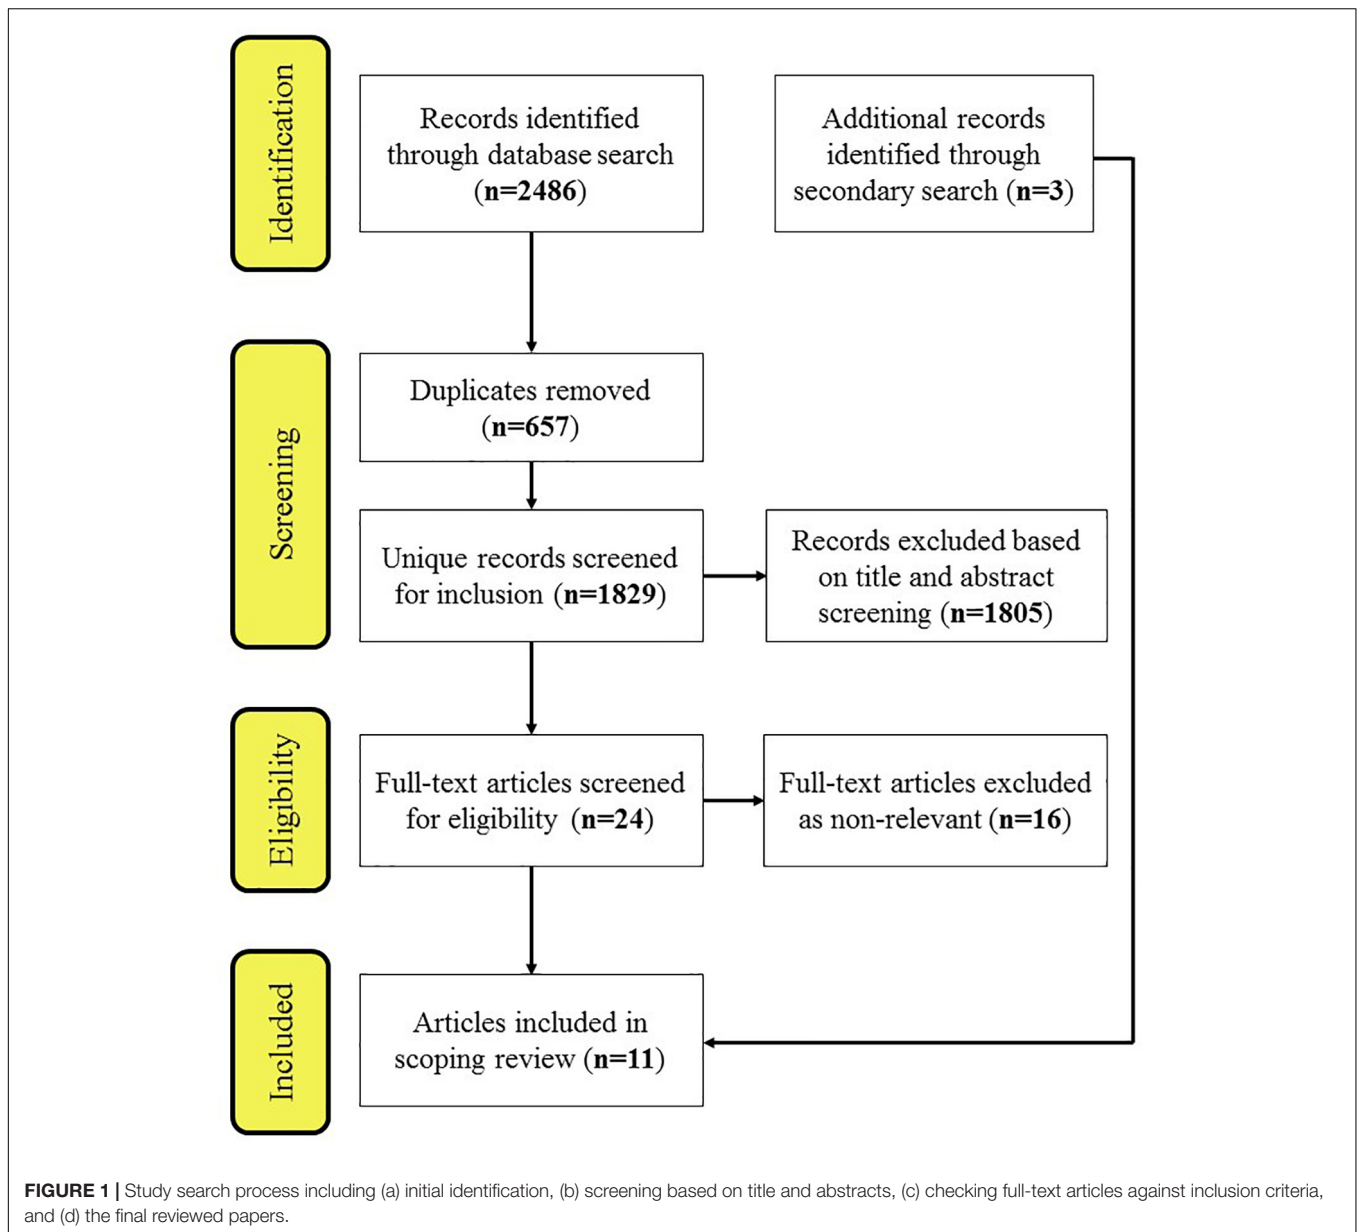 Identification
Records identified
through database search
(n=2486)
Additional records
identified through
secondary search (n=3)
Screening
Duplicates removed
(n=657)
Unique records screened
for inclusion (n=1829)
Records excluded based
on title and abstract
screening (n=1805)
Eligibility
Full-text articles screened
for eligibility (n=24)
Full-text articles excluded
as non-relevant (n=16)
Included
Articles included in
scoping review (n=11)
FIGURE 1 | Study search process including (a) initial identification, (b) screening based on title and abstracts, (c) checking full-text articles against inclusion criteria,
and (d) the final reviewed papers.